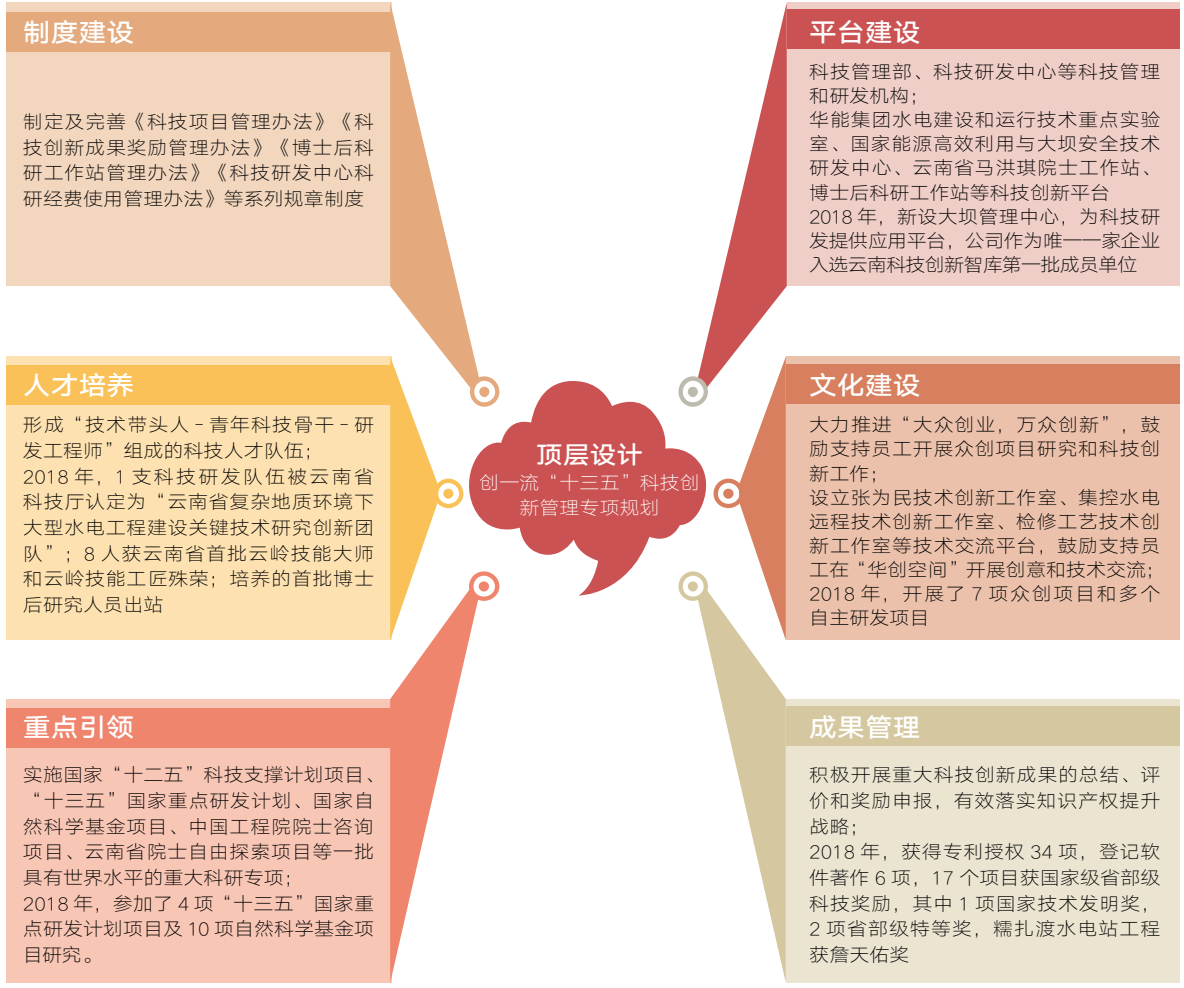 制度建设
制定及完善《科技项目管理办法》《科
技创新成果奖励管理办法》《博士后科
研工作站管理办法》《科技研发中心科
研经费使用管理办法》等系列规章制度
平台建设
科技管理部、科技研发中心等科技管理
和研发机构;
华能集团水电建设和运行技术重点实验
室、国家能源高效利用与大坝安全技术
研发中心、云南省马洪琪院士工作站、
博士后科研工作站等科技创新平台
2018 年，新设大坝管理中心，为科技研
发提供应用平台，公司作为唯一一家企业
入选云南科技创新智库第一批成员单位
人才培养
形成“技术带头人 - 青年科技骨干 - 研
发工程师”组成的科技人才队伍;
2018 年，1 支科技研发队伍被云南省
科技厅认定为“云南省复杂地质环境下
大型水电工程建设关键技术研究创新团
队”; 8 人获云南省首批云岭技能大师
和云岭技能工匠殊荣; 培养的首批博士
后研究人员出站
顶层设计
创一流“十三五”科技创
新管理专项规划
文化建设
大力推进“大众创业，万众创新”，鼓
励支持员工开展众创项目研究和科技创
新工作;
设立张为民技术创新工作室、集控水电
远程技术创新工作室、检修工艺技术创
新工作室等技术交流平台，鼓励支持员
工在“华创空间”开展创意和技术交流;
2018 年，开展了 7 项众创项目和多个
自主研发项目
重点引领
实施国家“十二五”科技支撑计划项目、
“十三五”国家重点研发计划、国家自
然科学基金项目、中国工程院院士咨询
项目、云南省院士自由探索项目等一批
具有世界水平的重大科研专项;
2018 年，参加了 4 项“十三五”国家重
点研发计划项目及 10 项自然科学基金项
目研究。
成果管理
积极开展重大科技创新成果的总结、评
价和奖励申报，有效落实知识产权提升
战略;
2018 年，获得专利授权 34 项，登记软
件著作 6 项，17 个项目获国家级省部级
科技奖励，其中 1 项国家技术发明奖，
2 项省部级特等奖，糯扎渡水电站工程
获詹天佑奖